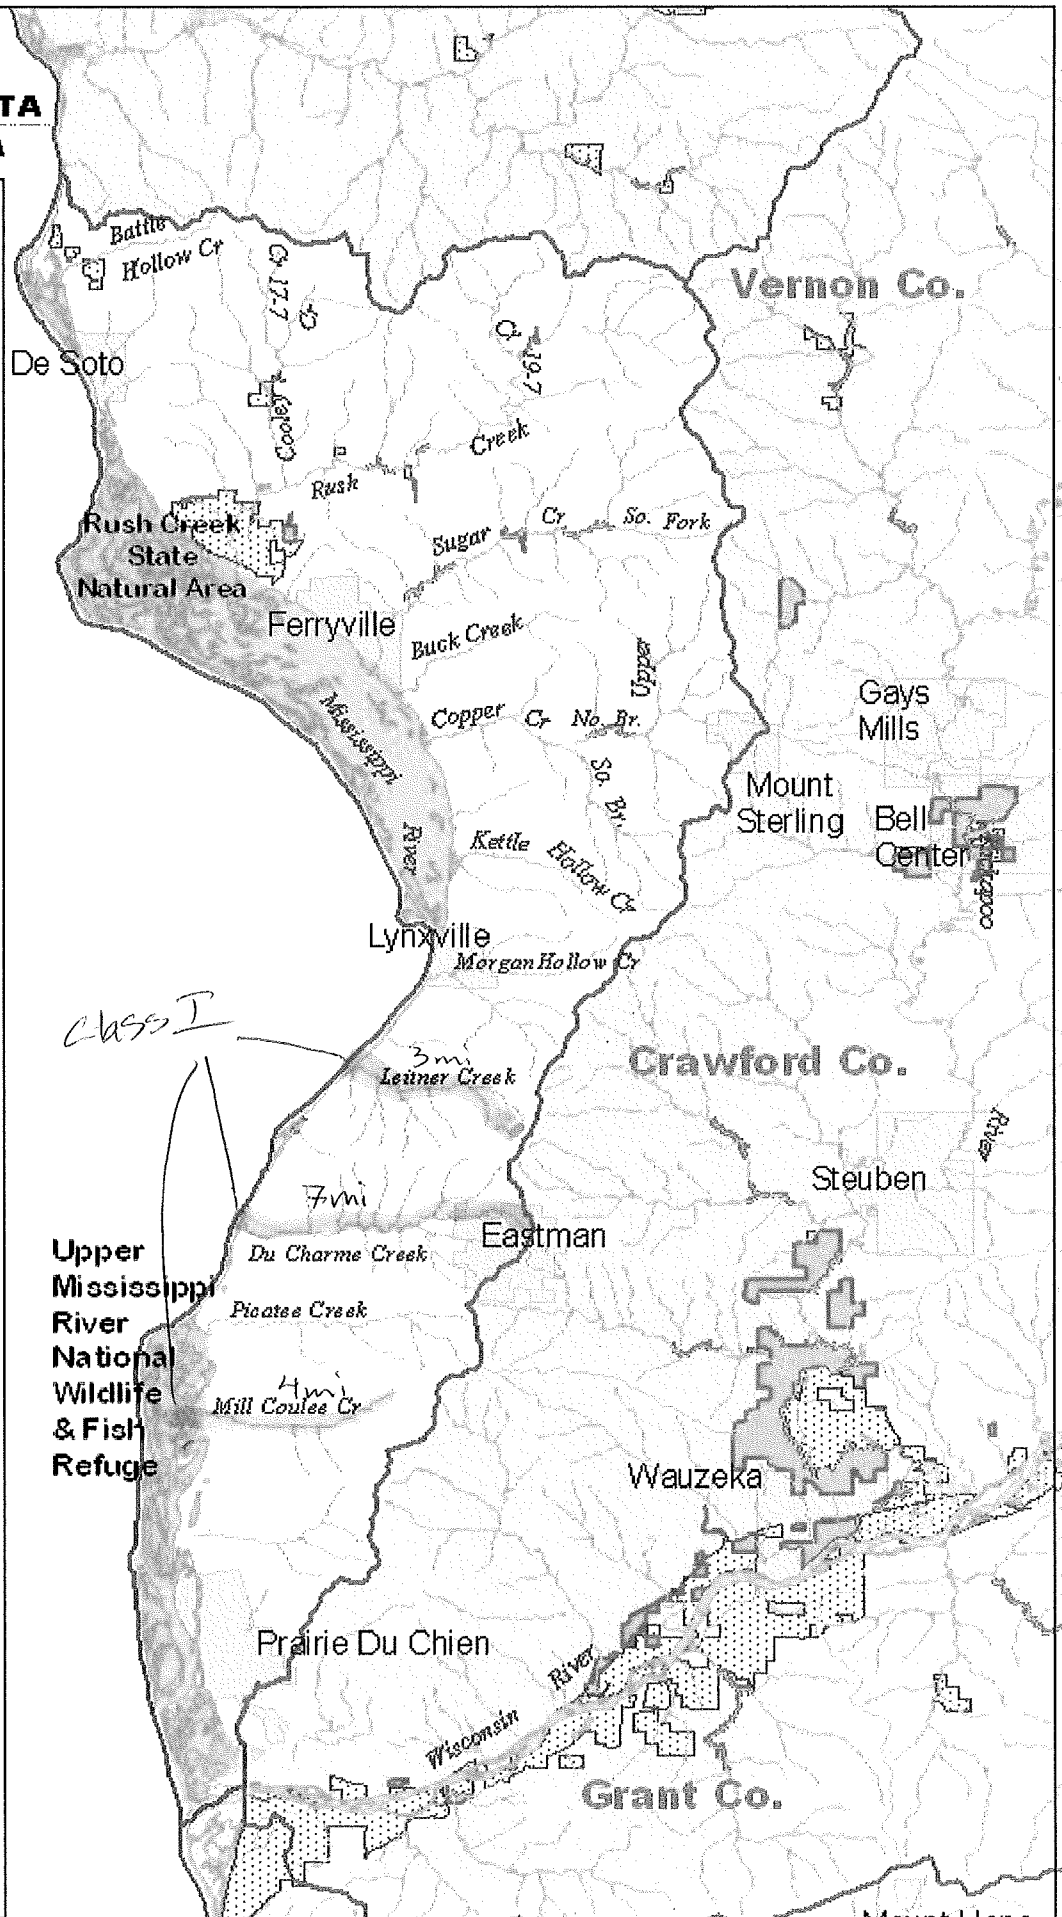 TA
Battle
Hollow Cr
Cr 17-7
Cr
Vernon Co.
Cr 19-7
De Soto
Cooley
Creek
Rush
Rush Creek
State
Natural Area
Cr
So. Fork
Sugar
Ferryville
Buck Creek
Upper
Gays
Mills
Mississippi
River
Copper Cr No. Br.
So. Br.
Mount
Sterling
Bell
Center
Kettle
Hollow Cr
Lynxville
Morgan Hollow Cr
Class I
3mi
Leitner Creek
Crawford Co.
River
Steuben
7mi
Eastman
Du Charme Creek
Upper
Mississippi
River
National
Wildlife
& Fish
Refuge
Picatee Creek
4mi
Mill Coulee Cr
Wauzeka
Prairie Du Chien
Wisconsin
River
Grant Co.